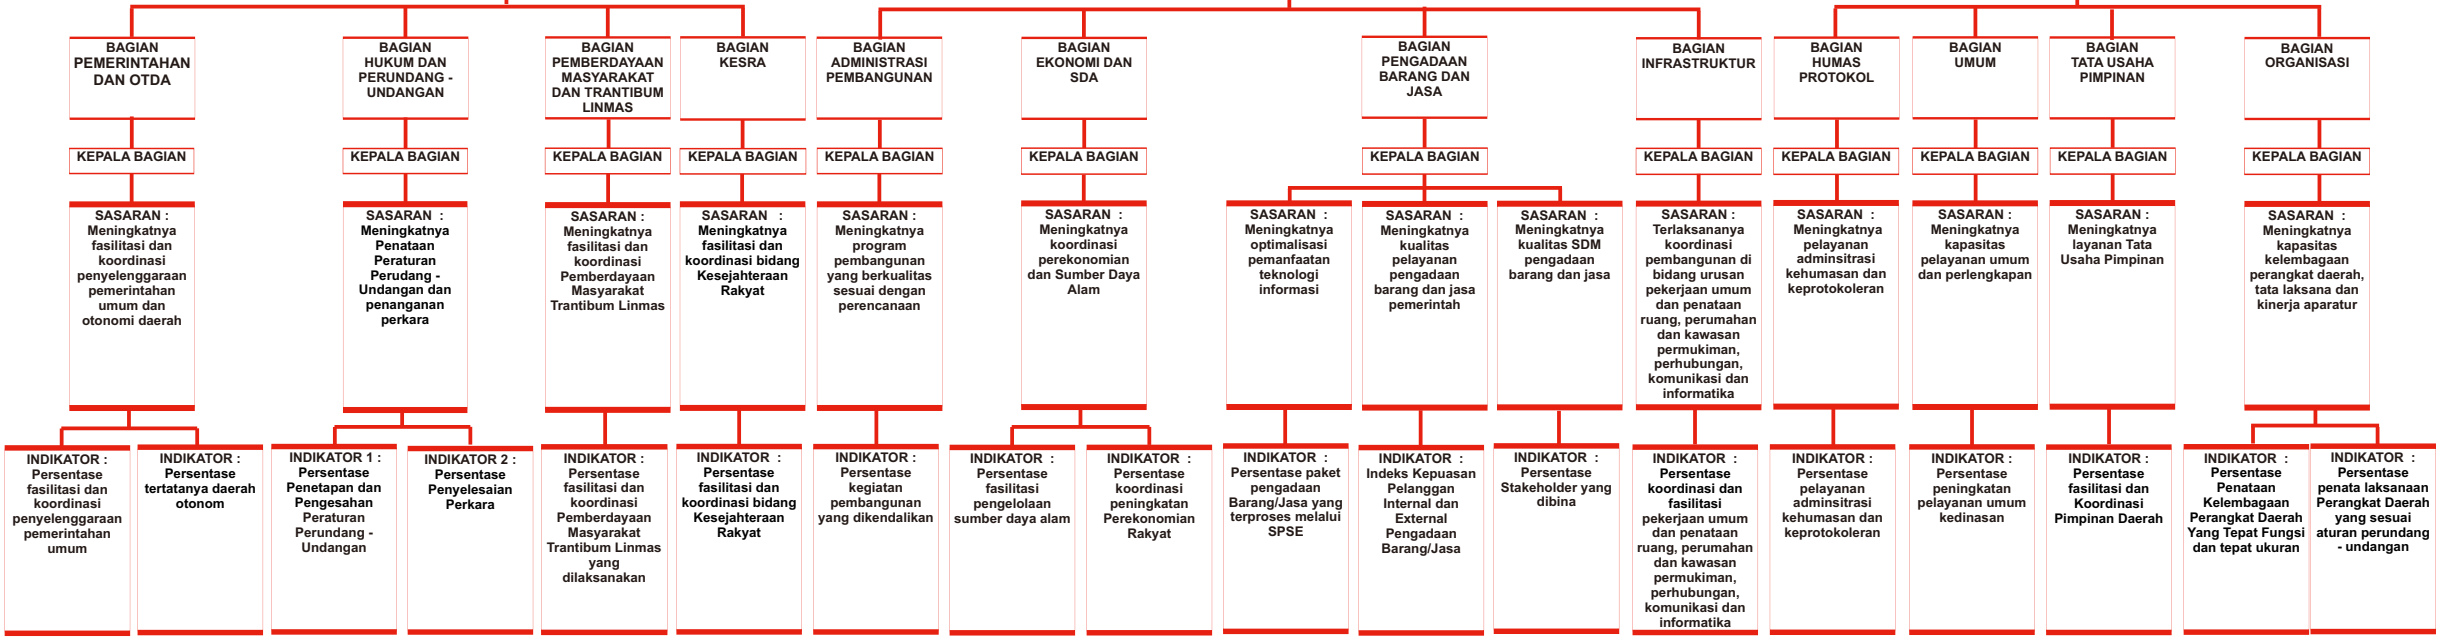 BAGIAN
PEMERINTAHAN
DAN OTDA
BAGIAN
HUKUM DAN
PERUNDANG -
UNDANGAN
BAGIAN
PEMBERDAYAAN
MASYARAKAT
DAN TRANTIBUM
LINMAS
BAGIAN
KESRA
BAGIAN
ADMINISTRASI
PEMBANGUNAN
BAGIAN
EKONOMI DAN
SDA
BAGIAN
PENGADAAN
BARANG DAN
JASA
BAGIAN
INFRASTRUKTUR
BAGIAN
HUMAS
PROTOKOL
BAGIAN
UMUM
BAGIAN
TATA USAHA
PIMPINAN
BAGIAN
ORGANISASI
KEPALA BAGIAN
KEPALA BAGIAN
KEPALA BAGIAN
KEPALA BAGIAN
KEPALA BAGIAN
KEPALA BAGIAN
KEPALA BAGIAN
KEPALA BAGIAN
KEPALA BAGIAN
KEPALA BAGIAN
KEPALA BAGIAN
KEPALA BAGIAN
SASARAN :
Meningkatnya
fasilitasi dan
koordinasi
penyelenggaraan
pemerintahan
umum dan
otonomi daerah
SASARAN :
Meningkatnya
Penataan
Peraturan
Perudang -
Undangan dan
penanganan
perkara
SASARAN :
Meningkatnya
fasilitasi dan
koordinasi
Pemberdayaan
Masyarakat
Trantibum Linmas
SASARAN :
Meningkatnya
fasilitasi dan
koordinasi bidang
Kesejahteraan
Rakyat
SASARAN :
Meningkatnya
program
pembangunan
yang berkualitas
sesuai dengan
perencanaan
SASARAN :
Meningkatnya
koordinasi
perekonomian
dan Sumber Daya
Alam
SASARAN :
Meningkatnya
optimalisasi
pemanfaatan
teknologi
informasi
SASARAN :
Meningkatnya
kualitas
pelayanan
pengadaan
barang dan jasa
pemerintah
SASARAN :
Meningkatnya
kualitas SDM
pengadaan
barang dan jasa
SASARAN :
Terlaksananya
koordinasi
pembangunan di
bidang urusan
pekerjaan umum
dan penataan
ruang, perumahan
dan kawasan
permukiman,
perhubungan,
komunikasi dan
informatika
SASARAN :
Meningkatnya
pelayanan
adminsitrasi
kehumasan dan
keprotokoleran
SASARAN :
Meningkatnya
kapasitas
pelayanan umum
dan perlengkapan
SASARAN :
Meningkatnya
layanan Tata
Usaha Pimpinan
SASARAN :
Meningkatnya
kapasitas
kelembagaan
perangkat daerah,
tata laksana dan
kinerja aparatur
INDIKATOR :
Persentase
fasilitasi dan
koordinasi
penyelenggaraan
pemerintahan
umum
INDIKATOR :
Persentase
tertatanya daerah
otonom
INDIKATOR 1 :
Persentase
Penetapan dan
Pengesahan
Peraturan
Perundang -
Undangan
INDIKATOR 2 :
Persentase
Penyelesaian
Perkara
INDIKATOR :
Persentase
fasilitasi dan
koordinasi
Pemberdayaan
Masyarakat
Trantibum Linmas
yang
dilaksanakan
INDIKATOR :
Persentase
fasilitasi dan
koordinasi bidang
Kesejahteraan
Rakyat
INDIKATOR :
Persentase
kegiatan
pembangunan
yang dikendalikan
INDIKATOR :
Persentase
fasilitasi
pengelolaan
sumber daya alam
INDIKATOR :
Persentase
koordinasi
peningkatan
Perekonomian
Rakyat
INDIKATOR :
Persentase paket
pengadaan
Barang/Jasa yang
terproses melalui
SPSE
INDIKATOR :
Indeks Kepuasan
Pelanggan
Internal dan
External
Pengadaan
Barang/Jasa
INDIKATOR :
Persentase
Stakeholder yang
dibina
INDIKATOR :
Persentase
koordinasi dan
fasilitasi
pekerjaan umum
dan penataan
ruang, perumahan
dan kawasan
permukiman,
perhubungan,
komunikasi dan
informatika
INDIKATOR :
Persentase
pelayanan
adminsitrasi
kehumasan dan
keprotokoleran
INDIKATOR :
Persentase
peningkatan
pelayanan umum
kedinasan
INDIKATOR :
Persentase
fasilitasi dan
Koordinasi
Pimpinan Daerah
INDIKATOR :
Persentase
Penataan
Kelembagaan
Perangkat Daerah
Yang Tepat Fungsi
dan tepat ukuran
INDIKATOR :
Persentase
penata laksanaan
Perangkat Daerah
yang sesuai
aturan perundang
- undangan